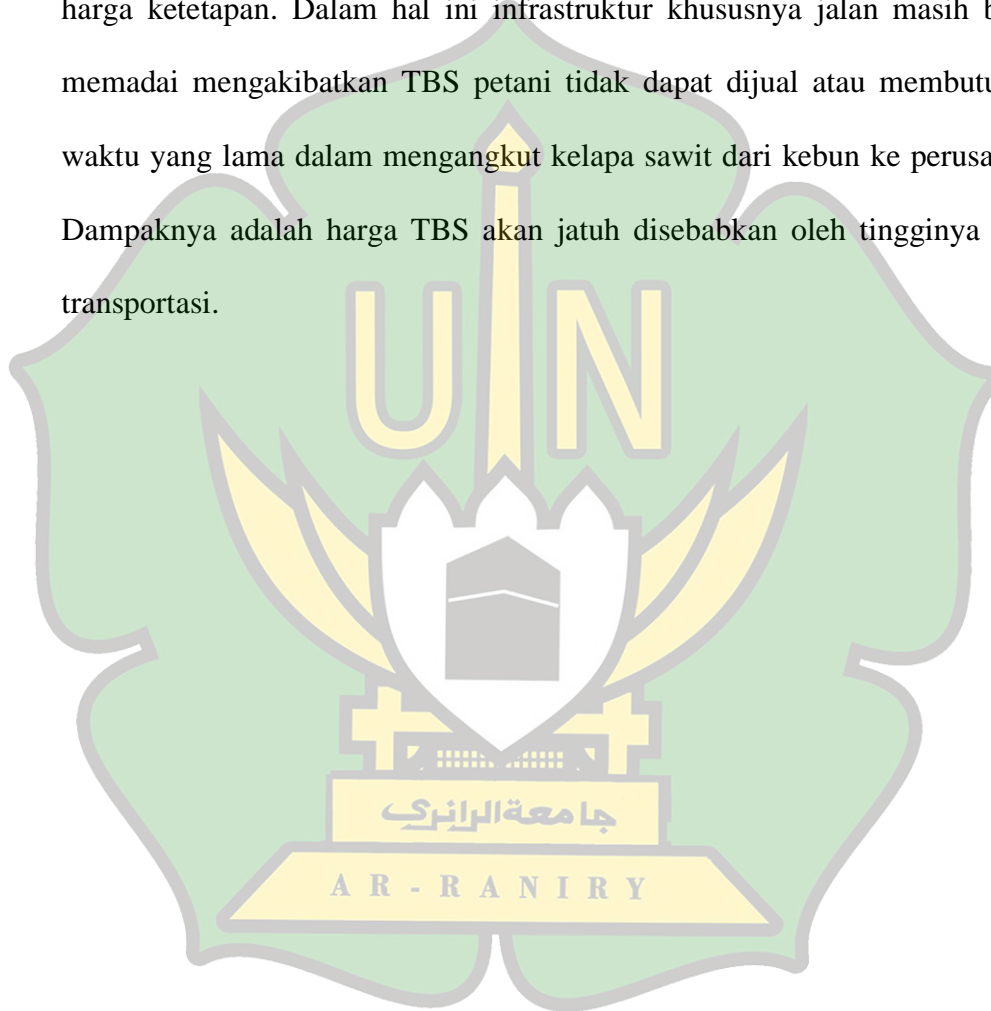 harga ketetapan. Dalam hal ini infrastruktur khususnya jalan masih b
memadai mengakibatkan TBS petani tidak dapat dijual atau membutu
waktu yang lama dalam mengangkut kelapa sawit dari kebun ke perusa
Dampaknya adalah harga TBS akan jatuh disebabkan oleh tingginya
transportasi.
U N
جامعة الرانري
AR-RANIRY